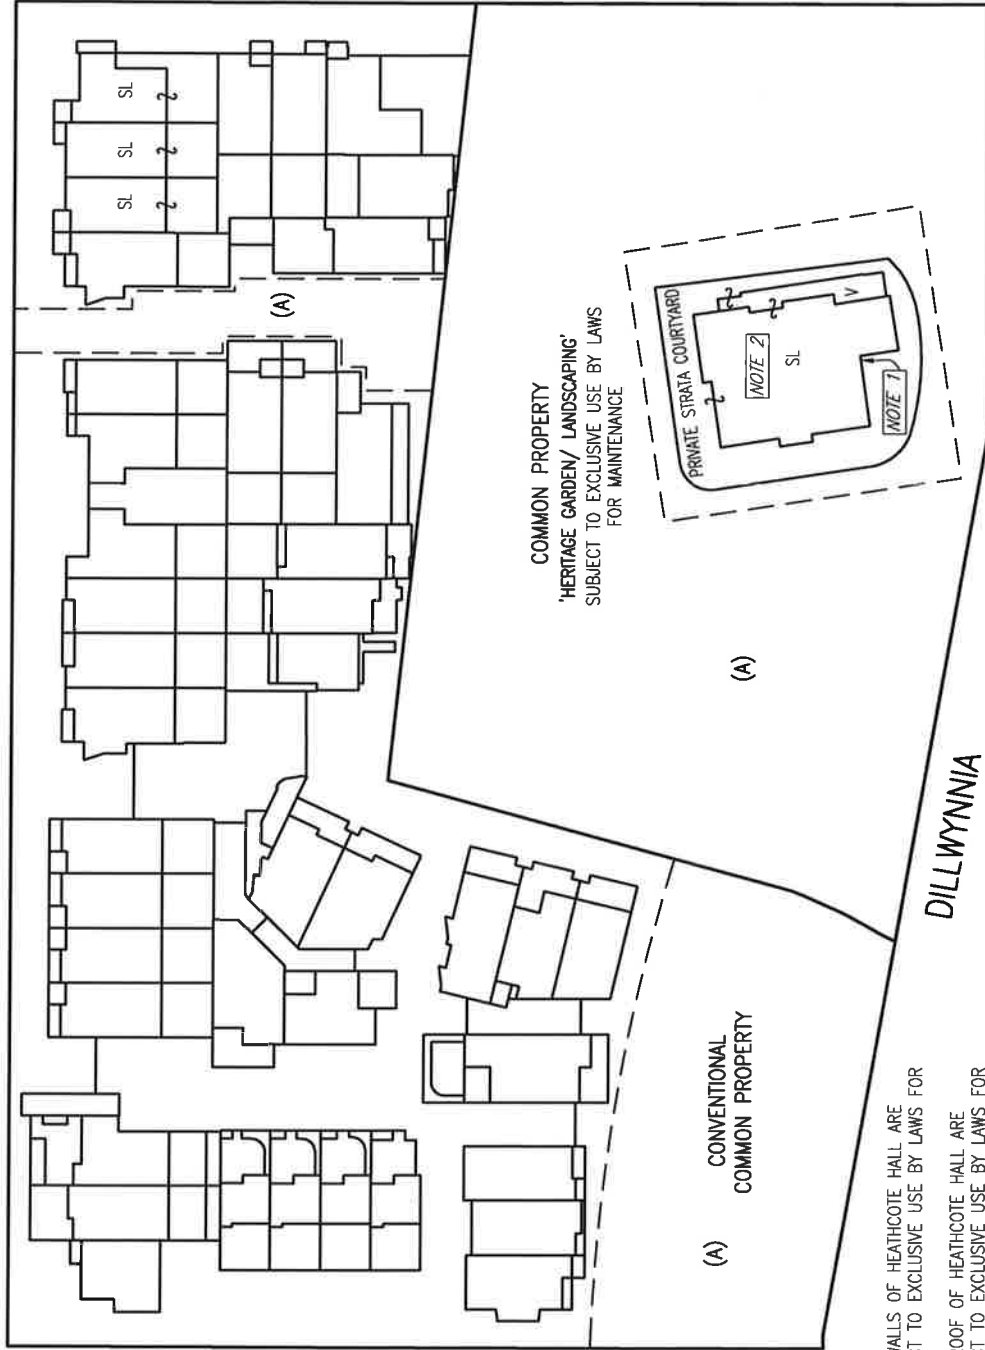 SL
SL
SL
(A)
COMMON PROPERTY
'HERITAGE GARDEN/ LANDSCAPING'
SUBJECT TO EXCLUSIVE USE BY LAWS
FOR MAINTENANCE
PRIVATE STRATA COURTYARD
NOTE 2
SL
V
NOTE 1
(A)
DILLWYNNIA
CONVENTIONAL
COMMON PROPERTY
(A)
WALLS OF HEATHCOTE HALL ARE
TO EXCLUSIVE USE BY LAWS FOR
ROOF OF HEATHCOTE HALL ARE
TO EXCLUSIVE USE BY LAWS FOR